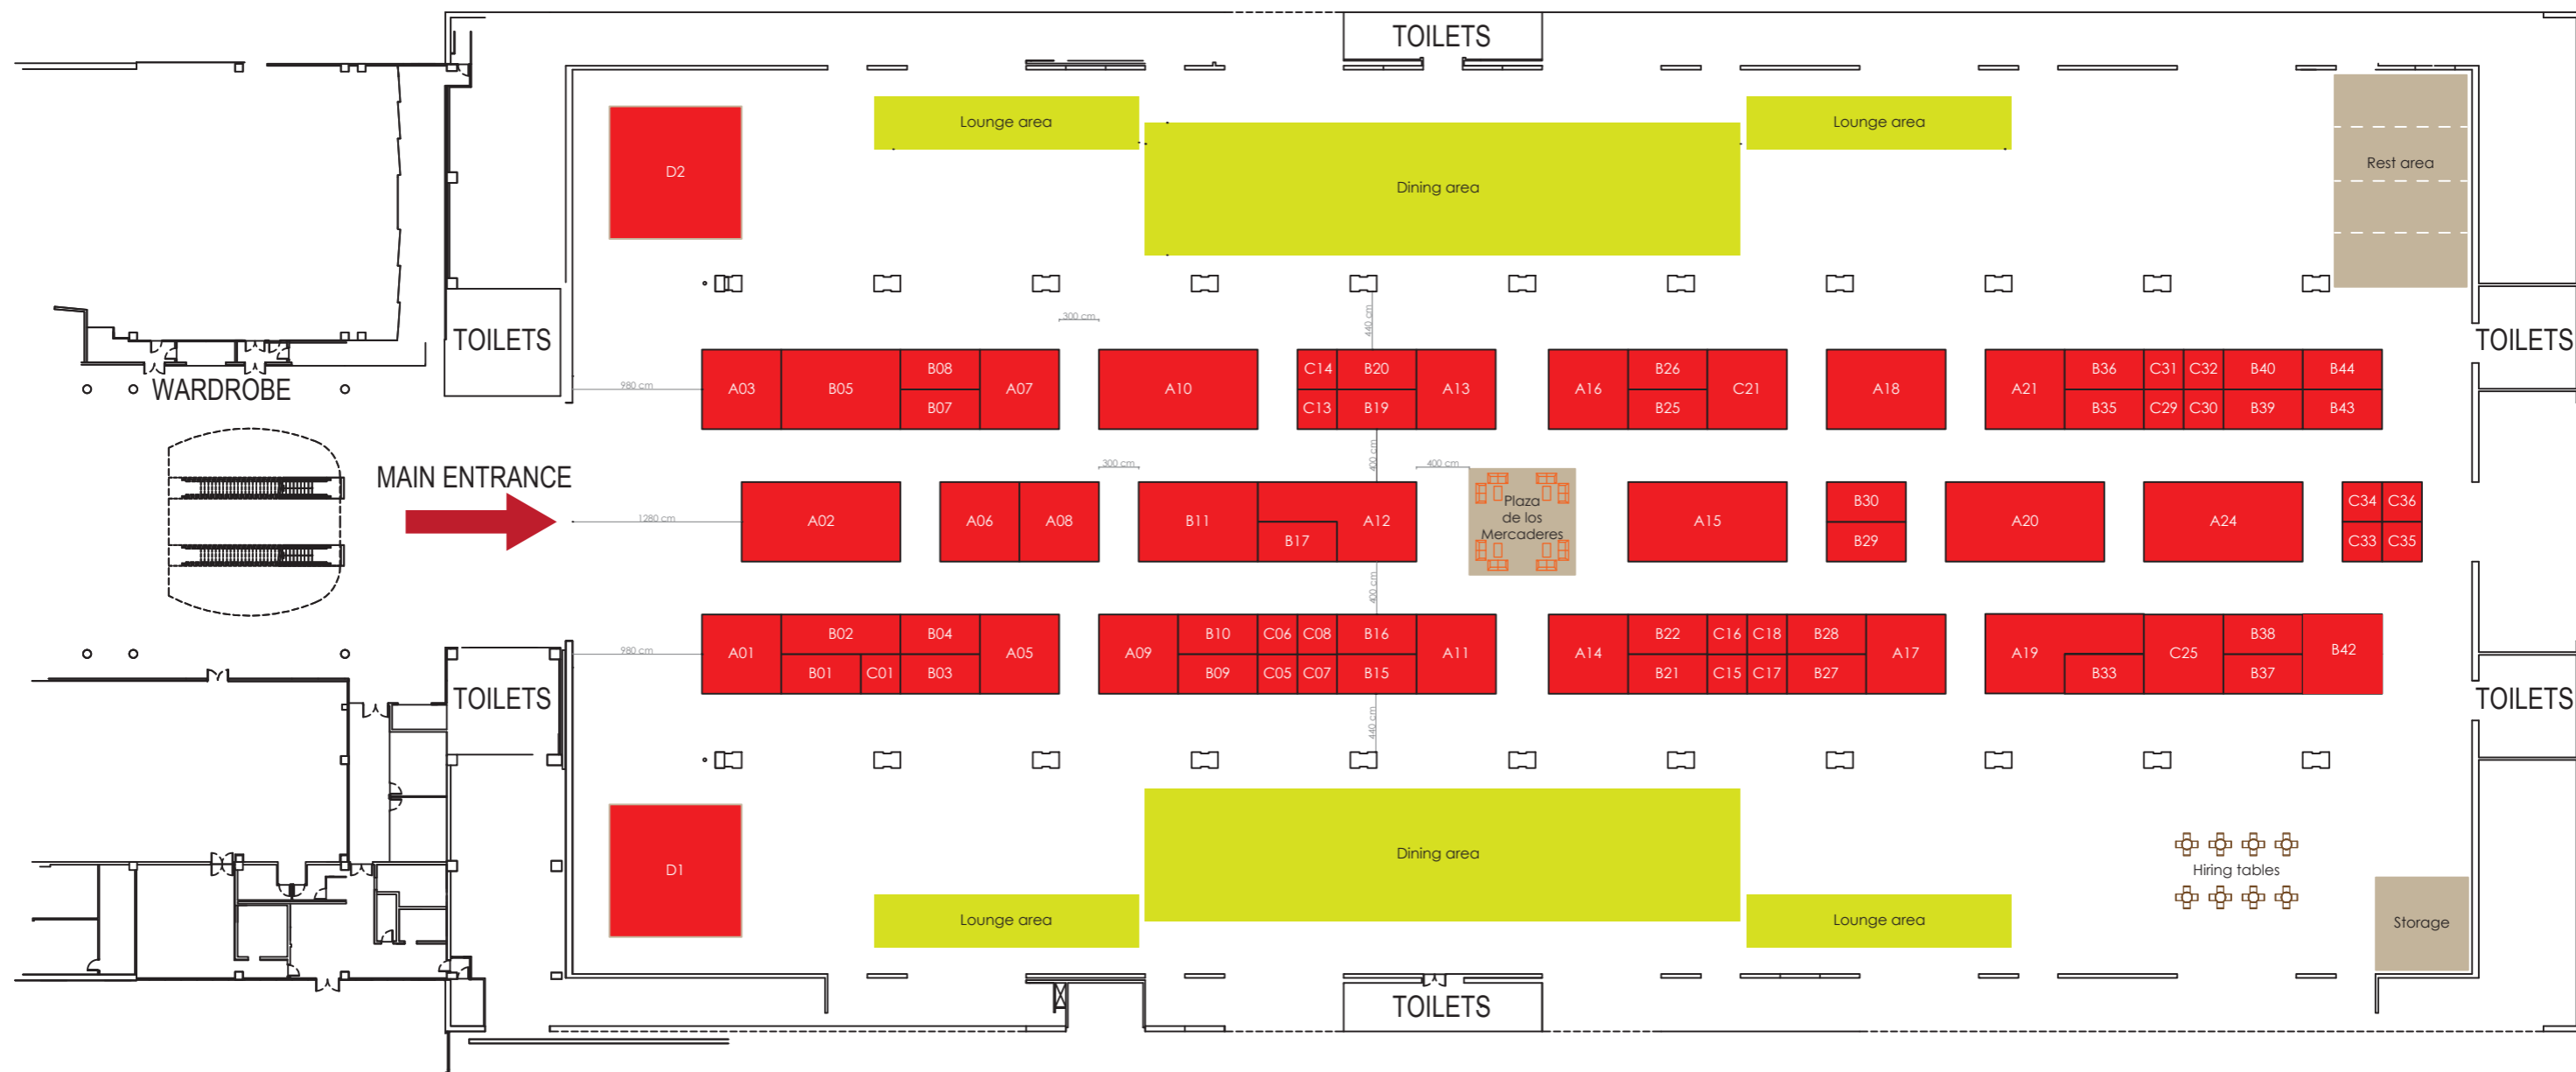 TOILETS
Lounge area
Lounge area
Dining area
D2
Rest area
TOILETS
WARDROBE
TOILETS
300 cm
440 cm
980 cm
A03
B05
B08
B07
A07
A10
C14
B20
C13
B19
A13
A16
B26
B25
C21
A18
A21
B36
C31
C32
B40
B44
B35
C29
C30
B39
B43
MAIN ENTRANCE
300 cm
400 cm
400 cm
1280 cm
A02
A06
A08
B11
B17
A12
Plaza
de los
Mercaderes
A15
B30
B29
A20
A24
C34
C36
C33
C35
400 cm
980 cm
A01
B02
B04
B01
C01
B03
A05
A09
B10
C06
C08
B16
B09
C05
C07
B15
A11
A14
B22
C16
C18
B28
B21
C15
C17
B27
A17
A19
B33
C25
B38
B37
B42
TOILETS
TOILETS
440 cm
D1
Dining area
Hiring tables
Lounge area
Lounge area
Storage
TOILETS